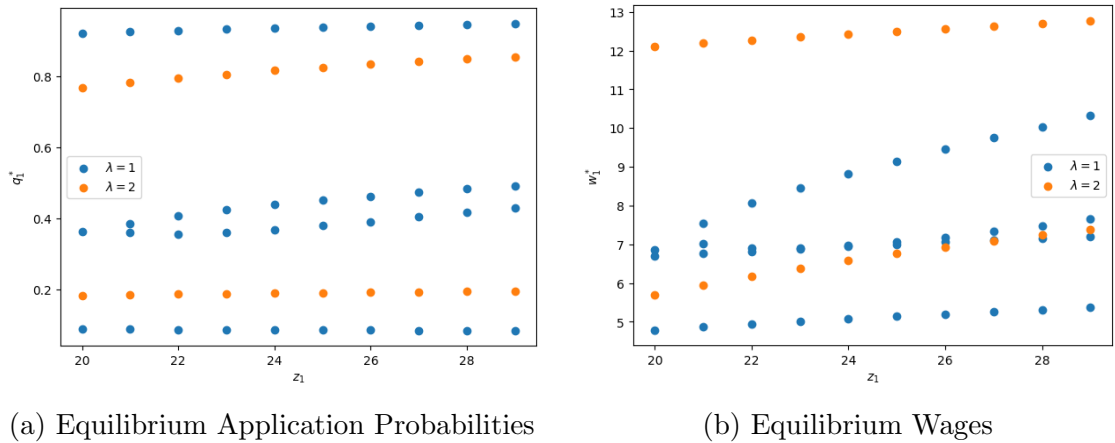 0.8
0.6
0.4
0.2
q₁*
λ = 1
λ = 2
20 22 24 26 28
z₁
(a) Equilibrium Application Probabilities
13
12
11
10
9
8
7
6
5
w₁*
λ = 1
λ = 2
20 22 24 26 28
z₁
(b) Equilibrium Wages